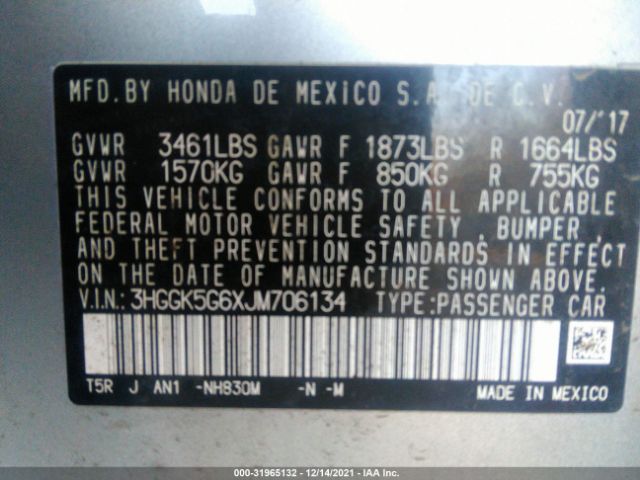 MFD.BY HONDA DE MEXICO S.A. DE C.V.
07/17
GVWR 3461LBS GAWR F 1873LBS R 1664LBS
GVWR 1570KG GAWR F 850KG R 755KG
THIS VEHICLE CONFORMS TO ALL APPLICABLE
FEDERAL MOTOR VEHICLE SAFETY, BUMPER,
AND THEFT PREVENTION STANDARDS IN EFFECT
ON THE DATE OF MANUFACTURE SHOWN ABOVE.
V.I.N.: 3HGGK5G6XJM706134 TYPE:PASSENGER CAR
T5R J AN1 -NH830M -N -M
MADE IN MEXICO
000-31965132 - 12/14/2021 - IAA Inc.